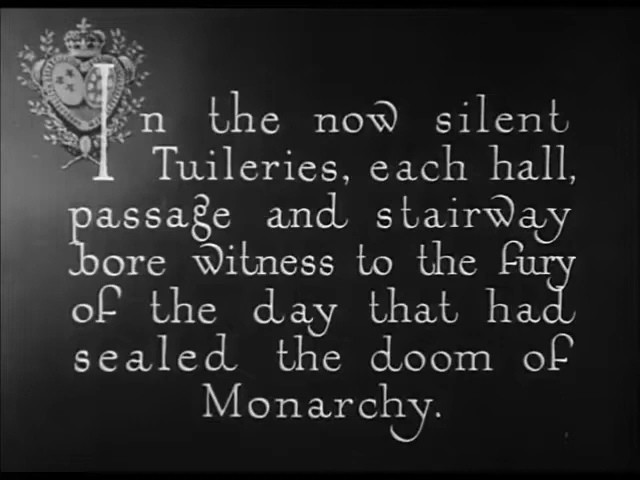 In the now silent
Tuileries, each hall,
passage and stairway
bore witness to the fury
of the day that had
sealed the doom of
Monarchy.